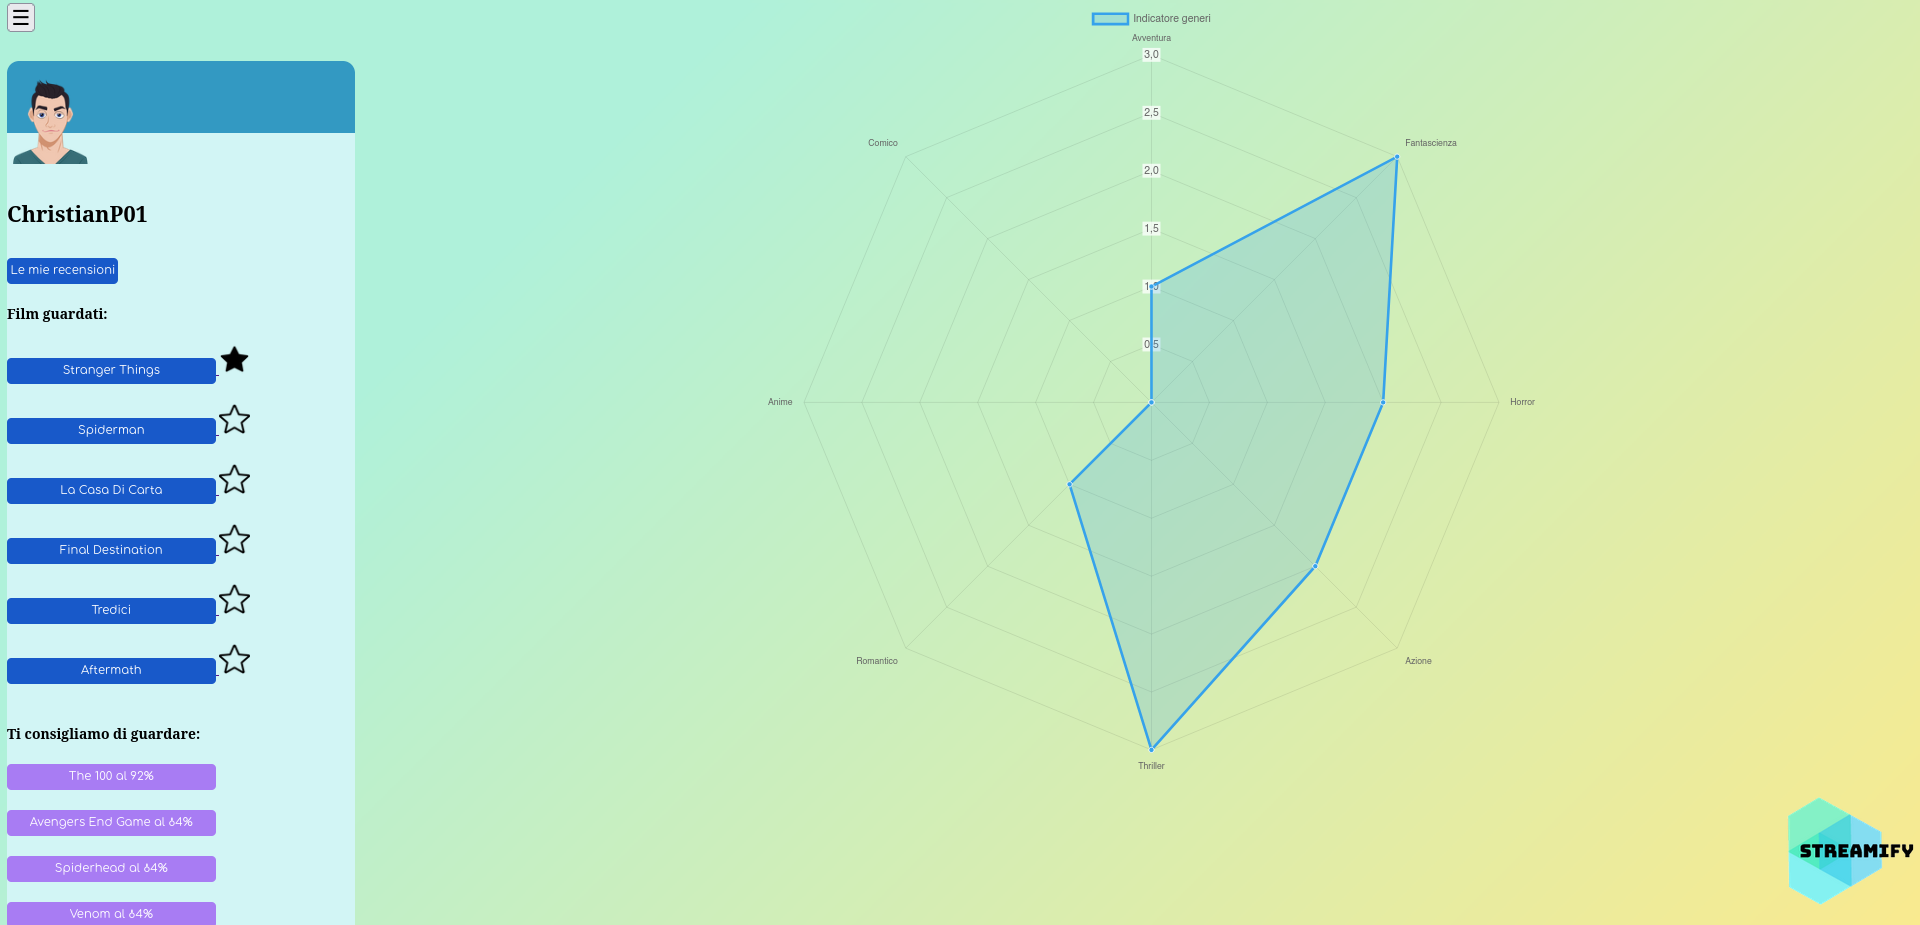 ☰
Indicatore generi
Avventura
3,0
2,5
2,0
1,5
1,0
0,5
Comico
Fantascienza
Anime
Horror
Romantico
Azione
Thriller
ChristianP01
Le mie recensioni
Film guardati:
Stranger Things
Spiderman
La Casa Di Carta
Final Destination
Tredici
Aftermath
Ti consigliamo di guardare:
The 100 al 92%
Avengers End Game al 64%
Spiderhead al 64%
Venom al 64%
STREAMIFY